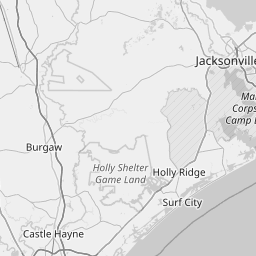 Jacksonville
Ma
Corps
Camp
Burgaw
Holly Shelter
Game Land
Holly Ridge
Surf City
Castle Hayne